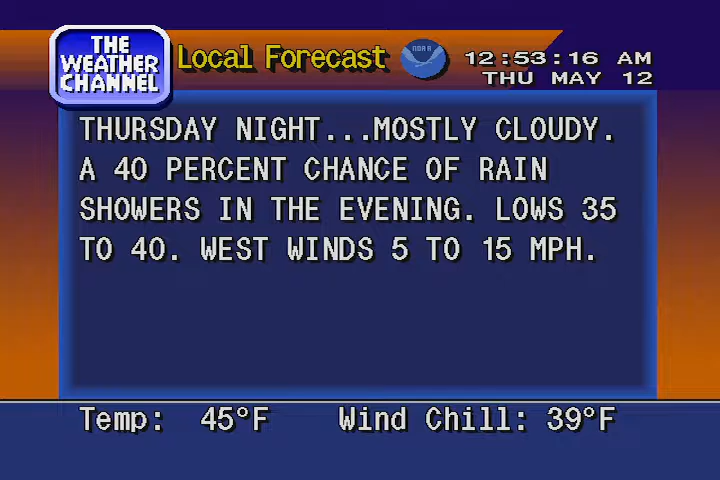 THE
WEATHER
CHANNEL
Local Forecast
NOAA
12:53:16 AM
THU MAY 12
THURSDAY NIGHT...MOSTLY CLOUDY.
A 40 PERCENT CHANCE OF RAIN
SHOWERS IN THE EVENING. LOWS 35
TO 40. WEST WINDS 5 TO 15 MPH.
Temp: 45°F Wind Chill: 39°F